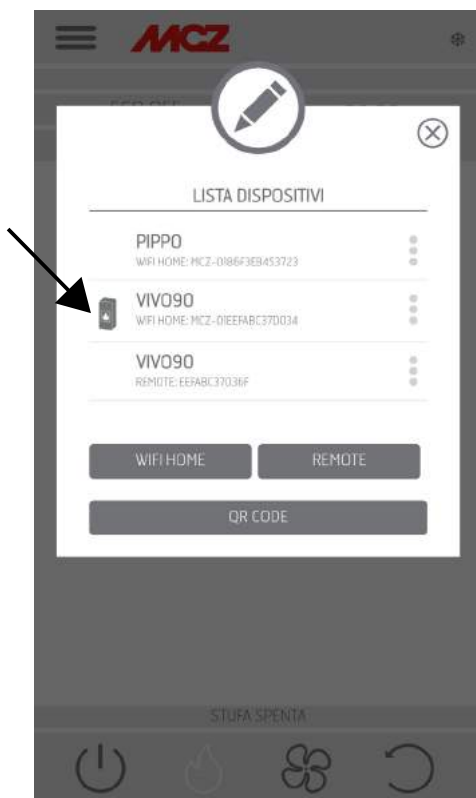 MCZ
LISTA DISPOSITIVI
PIPPO
WIFI HOME: MCZ-0186F3EB453723
VIVO90
WIFI HOME: MCZ-01EEFABC37D034
VIVO90
REMOTE: EEFABC37036F
WIFI HOME
REMOTE
QR CODE
STUFA SPENTA